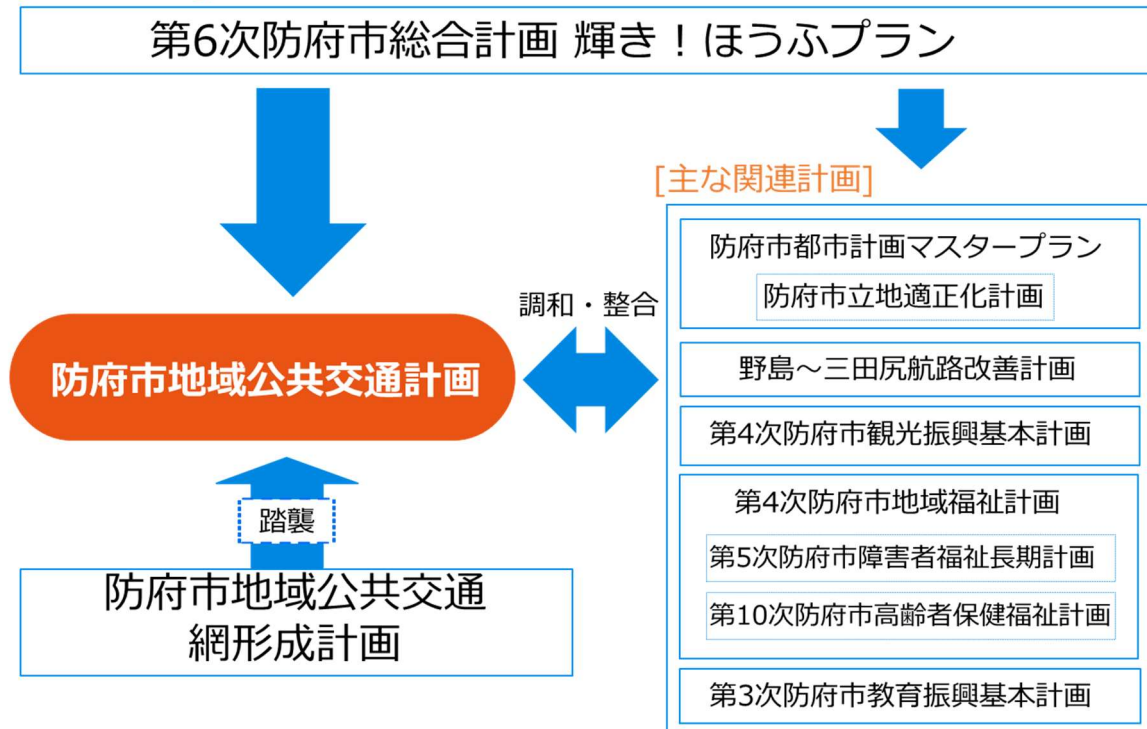 第6次防府市総合計画 輝き！ほうふプラン
[主な関連計画]
防府市都市計画マスタープラン
防府市立地適正化計画
調和・整合
防府市地域公共交通計画
野島～三田尻航路改善計画
第4次防府市観光振興基本計画
第4次防府市地域福祉計画
第5次防府市障害者福祉長期計画
第10次防府市高齢者保健福祉計画
第3次防府市教育振興基本計画
踏襲
防府市地域公共交通
網形成計画